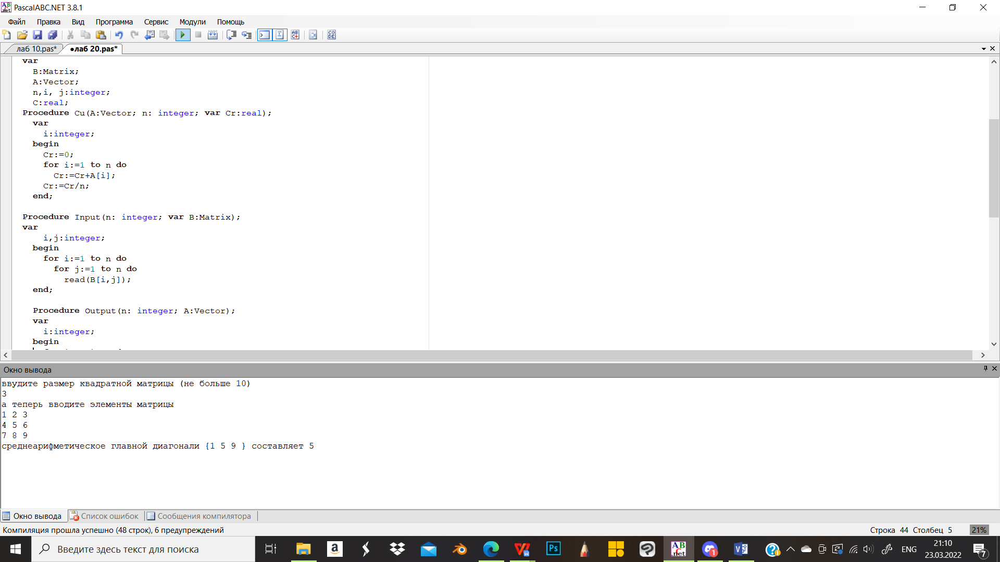 PascalABC.NET 3.8.1
Файл Правка Вид Программа Сервис Модули Помощь
лаб 10.pas* •лаб 20.pas*
var
B:Matrix;
A:Vector;
n,i, j:integer;
C:real;
Procedure Cu(A:Vector; n: integer; var Cr:real);
var
i:integer;
begin
Cr:=0;
for i:=1 to n do
Cr:=Cr+A[i];
Cr:=Cr/n;
end;
Procedure Input(n: integer; var B:Matrix);
var
i,j:integer;
begin
for i:=1 to n do
for j:=1 to n do
read(B[i,j]);
end;
Procedure Output(n: integer; A:Vector);
var
i:integer;
begin
Окно вывода
ввудите размер квадратной матрицы (не больше 10)
3
а теперь вводите элементы матрицы
1 2 3
4 5 6
7 8 9
среднеарифметическое главной диагонали {1 5 9 } составляет 5
Окно вывода Список ошибок Сообщения компилятора
Компиляция прошла успешно (48 строк), 6 предупреждений Строка 44 Столбец 5 21%
Введите здесь текст для поиска ENG 21:10
23.03.2022
7